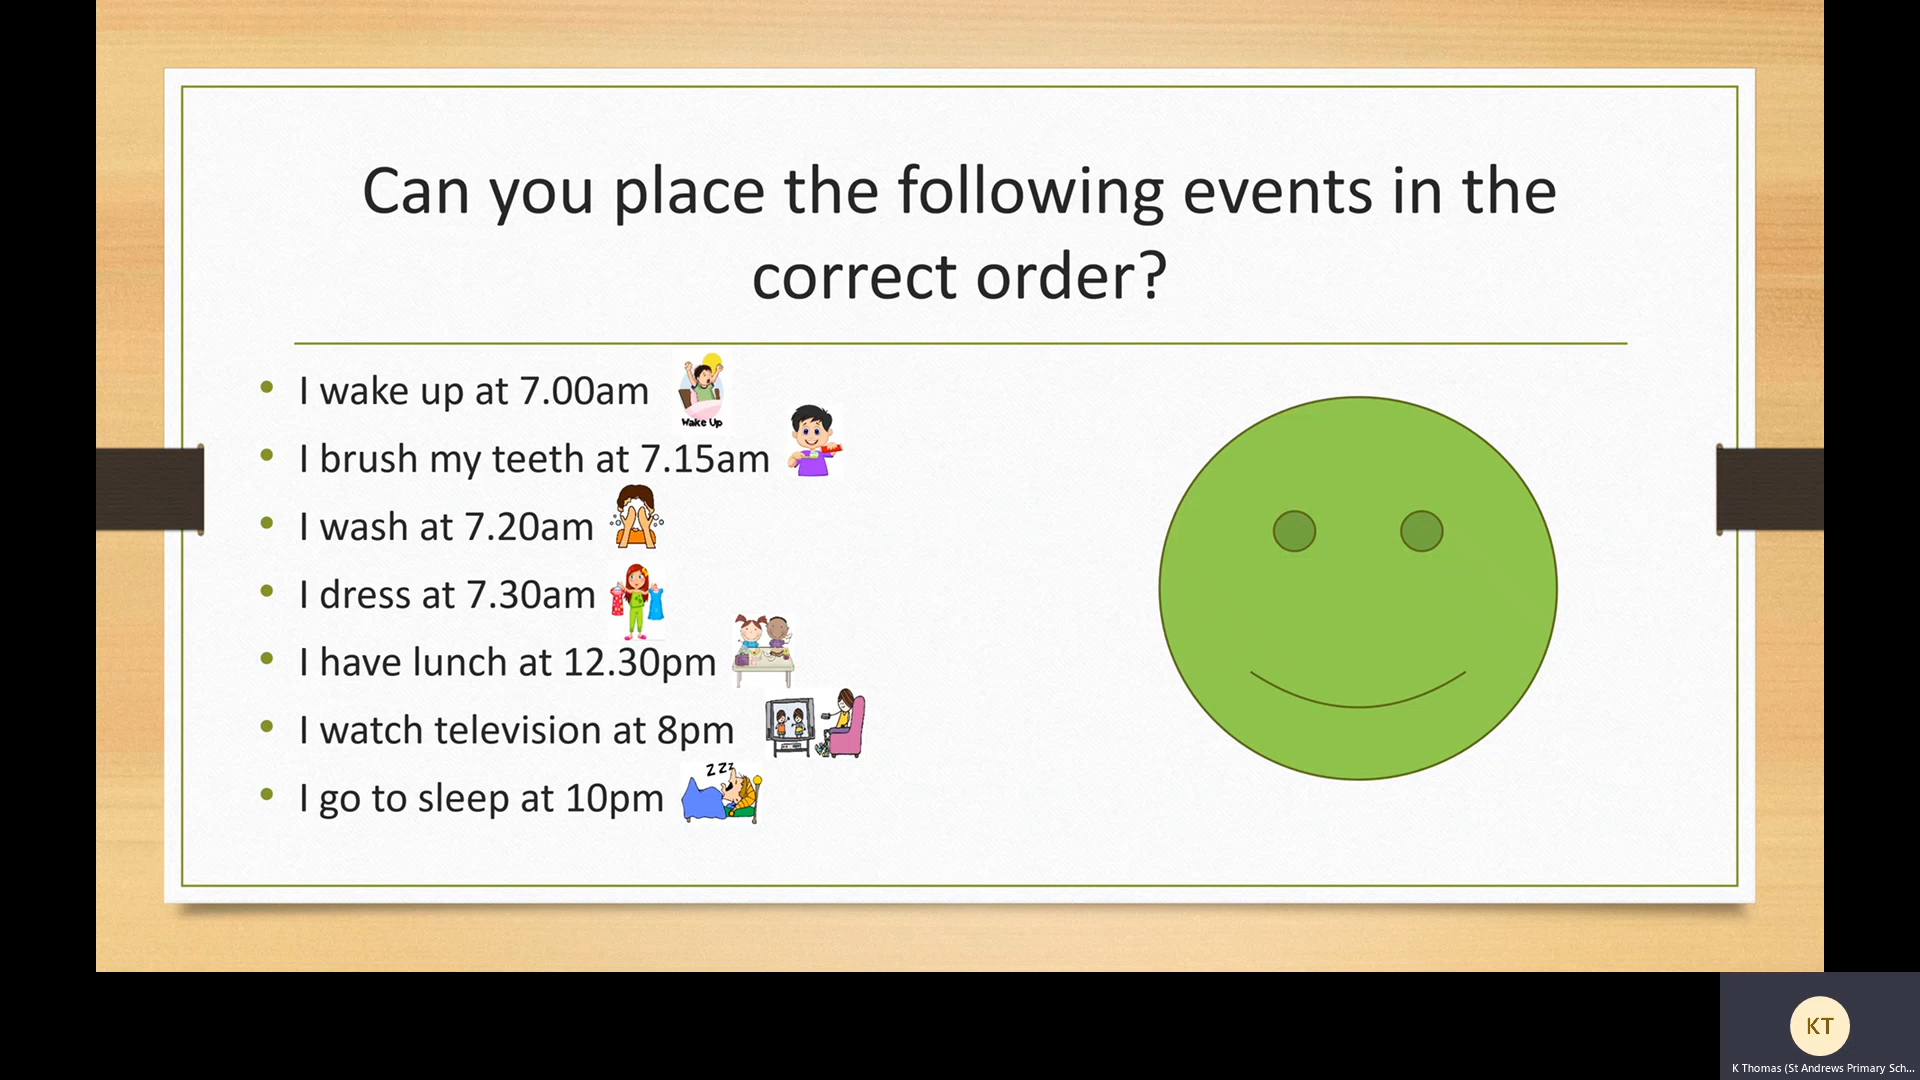 Can you place the following events in the
correct order?
• I wake up at 7.00am
Wake Up
• I brush my teeth at 7.15am
• I wash at 7.20am
• I dress at 7.30am
• I have lunch at 12.30pm
• I watch television at 8pm
• I go to sleep at 10pm
ZZZ
KT
K Thomas (St Andrews Primary Sch...